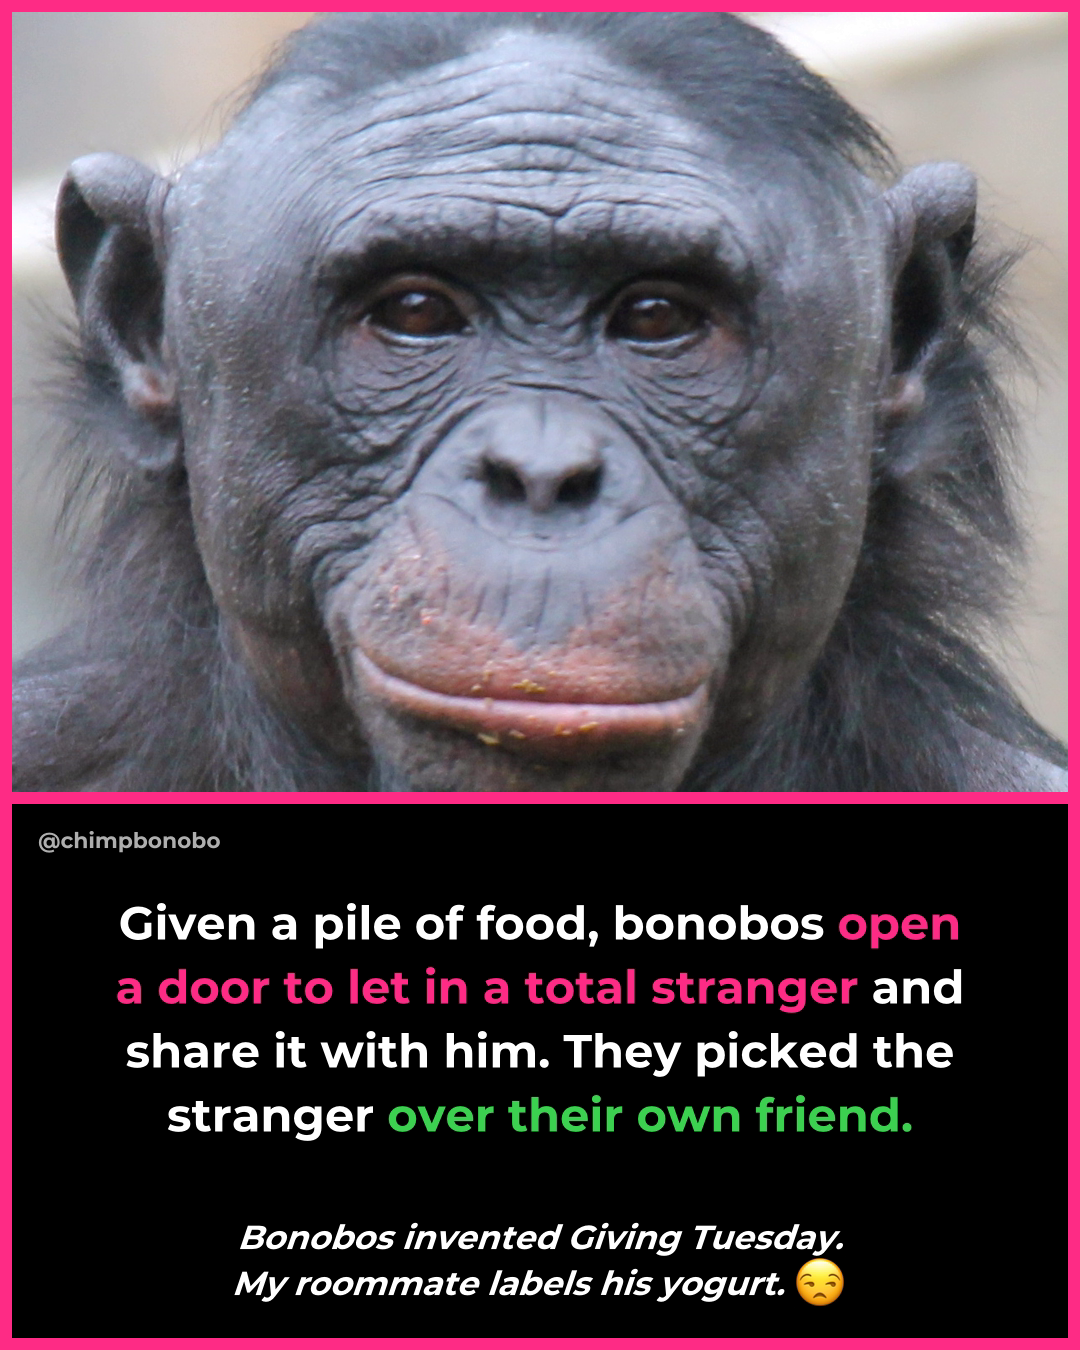 @chimpbonobo
Given a pile of food, bonobos open
a door to let in a total stranger and
share it with him. They picked the
stranger over their own friend.
Bonobos invented Giving Tuesday.
My roommate labels his yogurt. 😒